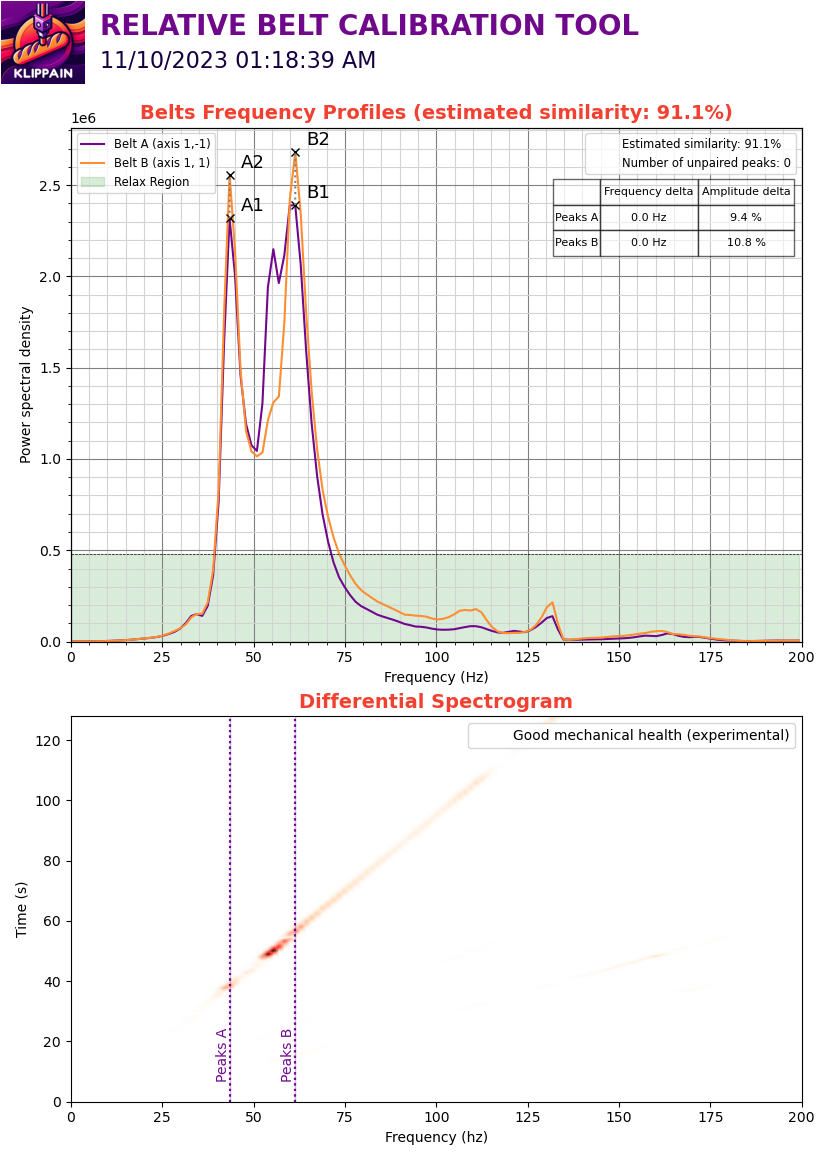 KLIPPAIN
RELATIVE BELT CALIBRATION TOOL
11/10/2023 01:18:39 AM
Belts Frequency Profiles (estimated similarity: 91.1%)
1e6
Belt A (axis 1,-1)
Belt B (axis 1, 1)
Relax Region
A2
A1
B2
B1
Estimated similarity: 91.1%
Number of unpaired peaks: 0
Frequency delta Amplitude delta
Peaks A 0.0 Hz 9.4 %
Peaks B 0.0 Hz 10.8 %
Power spectral density
2.5
2.0
1.5
1.0
0.5
0.0
0 25 50 75 100 125 150 175 200
Frequency (Hz)
Differential Spectrogram
Good mechanical health (experimental)
Time (s)
120
100
80
60
40
20
0
Peaks A
Peaks B
0 25 50 75 100 125 150 175 200
Frequency (hz)